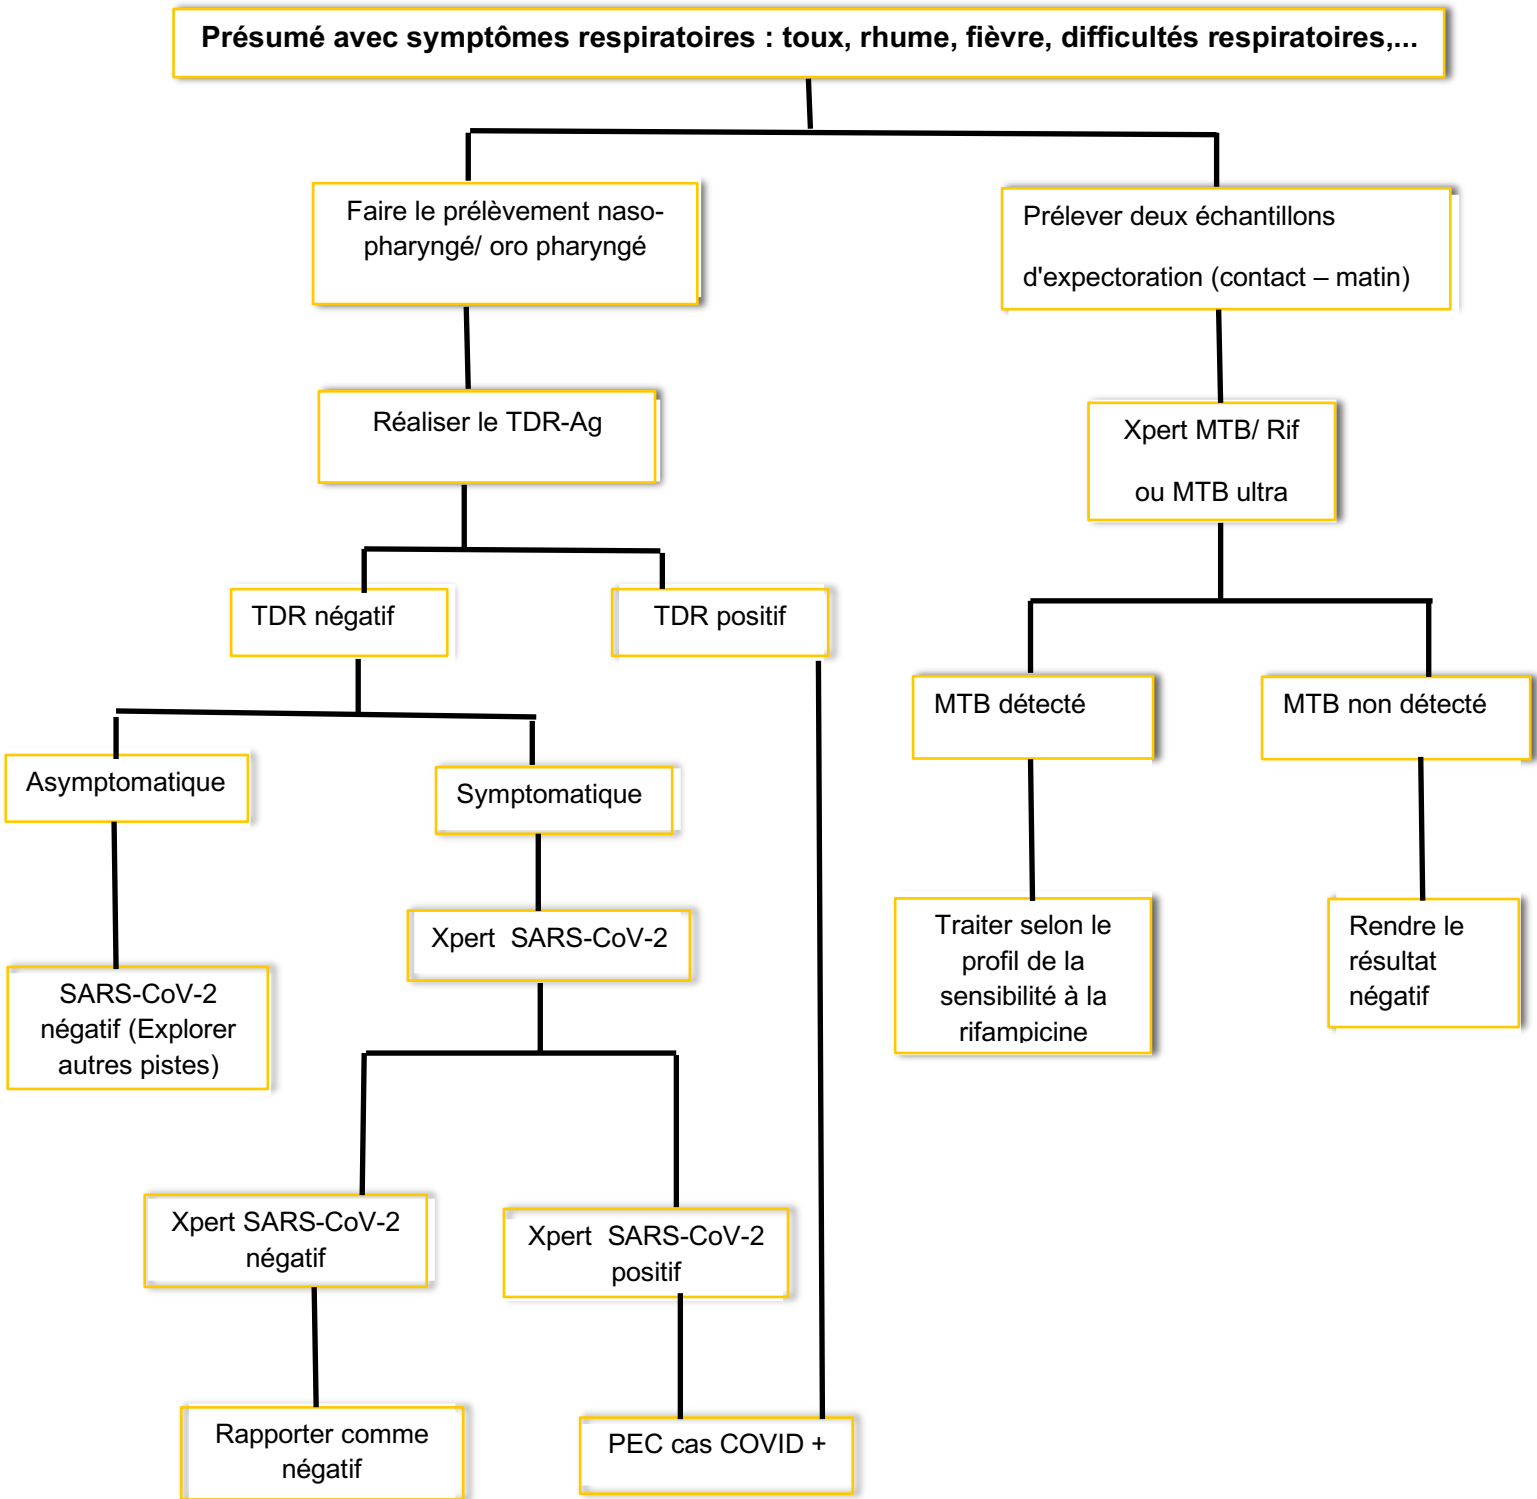 Présumé avec symptômes respiratoires : toux, rhume, fièvre, difficultés respiratoires,...
Faire le prélèvement naso-
pharyngé/ oro pharyngé
Prélever deux échantillons
d'expectoration (contact – matin)
Réaliser le TDR-Ag
Xpert MTB/ Rif
ou MTB ultra
TDR négatif
TDR positif
MTB détecté
MTB non détecté
Asymptomatique
Symptomatique
Xpert SARS-CoV-2
Traiter selon le
profil de la
sensibilité à la
rifampicine
Rendre le
résultat
négatif
SARS-CoV-2
négatif (Explorer
autres pistes)
Xpert SARS-CoV-2
négatif
Xpert SARS-CoV-2
positif
Rapporter comme
négatif
PEC cas COVID +